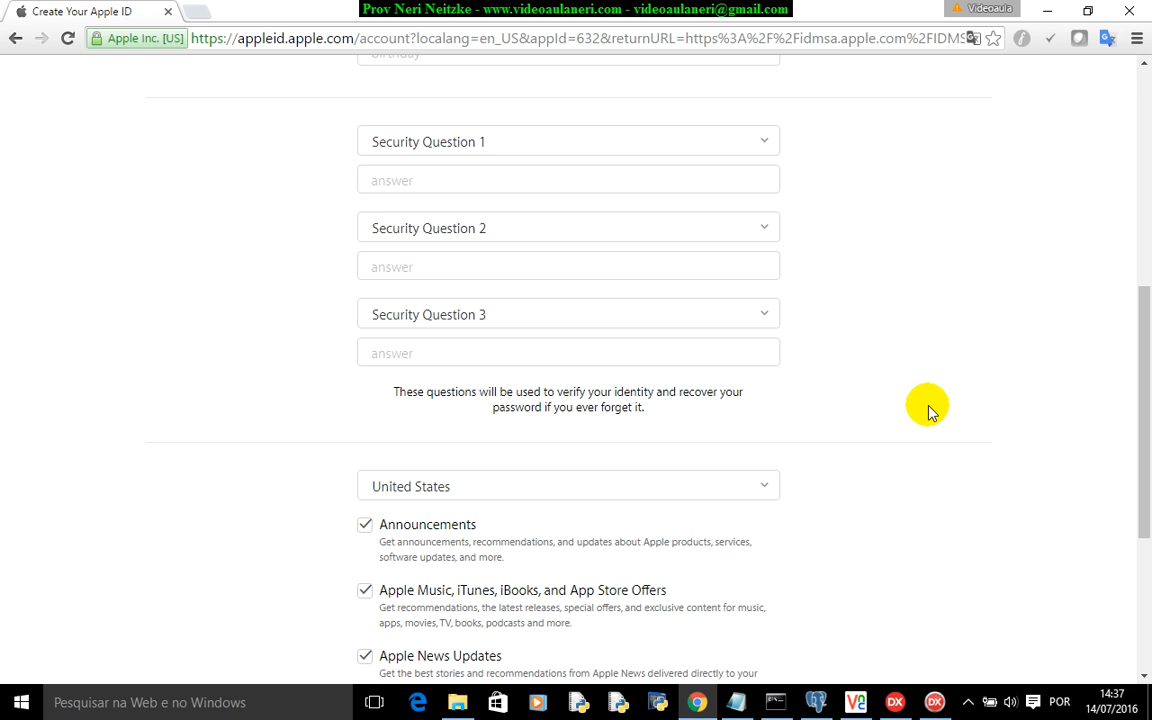 Prov Neri Neitzke - www.videoaulaneri.com - videoaulaneri@gmail.com
Create Your Apple ID
Videoaula
Apple Inc. [US]
https://appleid.apple.com/account?localang=en_US&appId=632&returnURL=https%3A%2F%2Fidmsa.apple.com%2FIDMS
birthday
Security Question 1
answer
Security Question 2
answer
Security Question 3
answer
These questions will be used to verify your identity and recover your
password if you ever forget it.
United States
Announcements
Get announcements, recommendations, and updates about Apple products, services,
software updates, and more.
Apple Music, iTunes, iBooks, and App Store Offers
Get recommendations, the latest releases, special offers, and exclusive content for music,
apps, movies, TV, books, podcasts and more.
Apple News Updates
Get the best stories and recommendations from Apple News delivered directly to your
Pesquisar na Web e no Windows
POR
14:37
14/07/2016